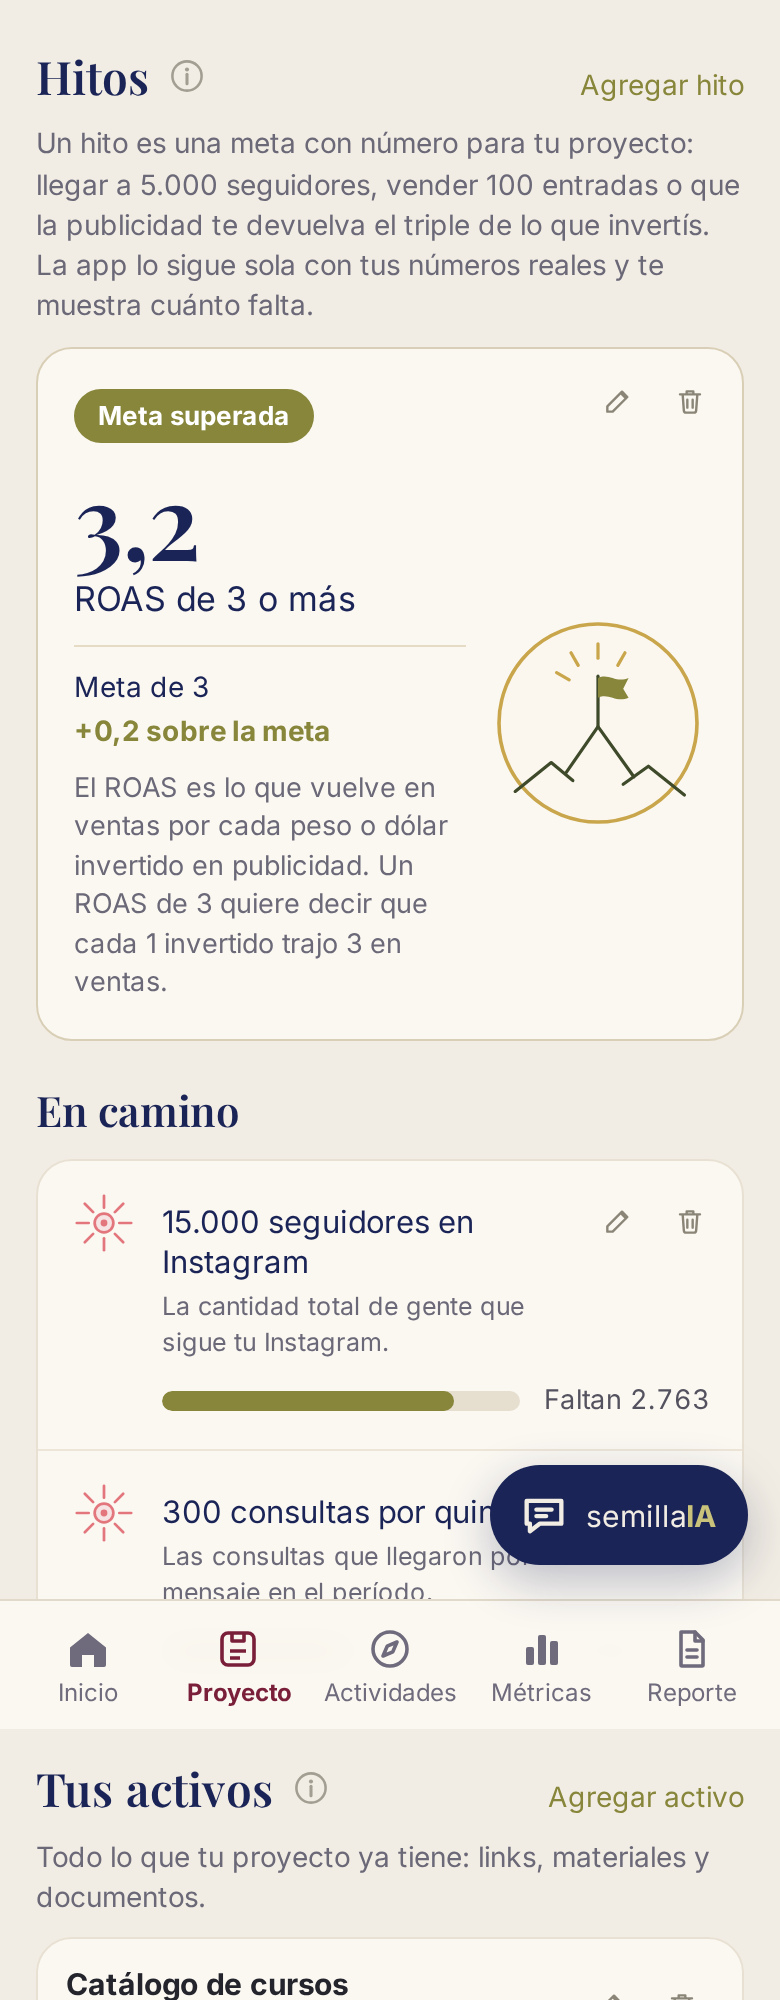 Hitos
Agregar hito
Un hito es una meta con número para tu proyecto:
llegar a 5.000 seguidores, vender 100 entradas o que
la publicidad te devuelva el triple de lo que invertís.
La app lo sigue sola con tus números reales y te
muestra cuánto falta.
Meta superada
3,2
ROAS de 3 o más
Meta de 3
+0,2 sobre la meta
El ROAS es lo que vuelve en
ventas por cada peso o dólar
invertido en publicidad. Un
ROAS de 3 quiere decir que
cada 1 invertido trajo 3 en
ventas.
En camino
15.000 seguidores en
Instagram
La cantidad total de gente que
sigue tu Instagram.
Faltan 2.763
300 consultas por
semillaIA
Las consultas que llegaron por
mensaje en el período.
Inicio
Proyecto
Actividades
Métricas
Reporte
Tus activos
Agregar activo
Todo lo que tu proyecto ya tiene: links, materiales y
documentos.
Catálogo de cursos